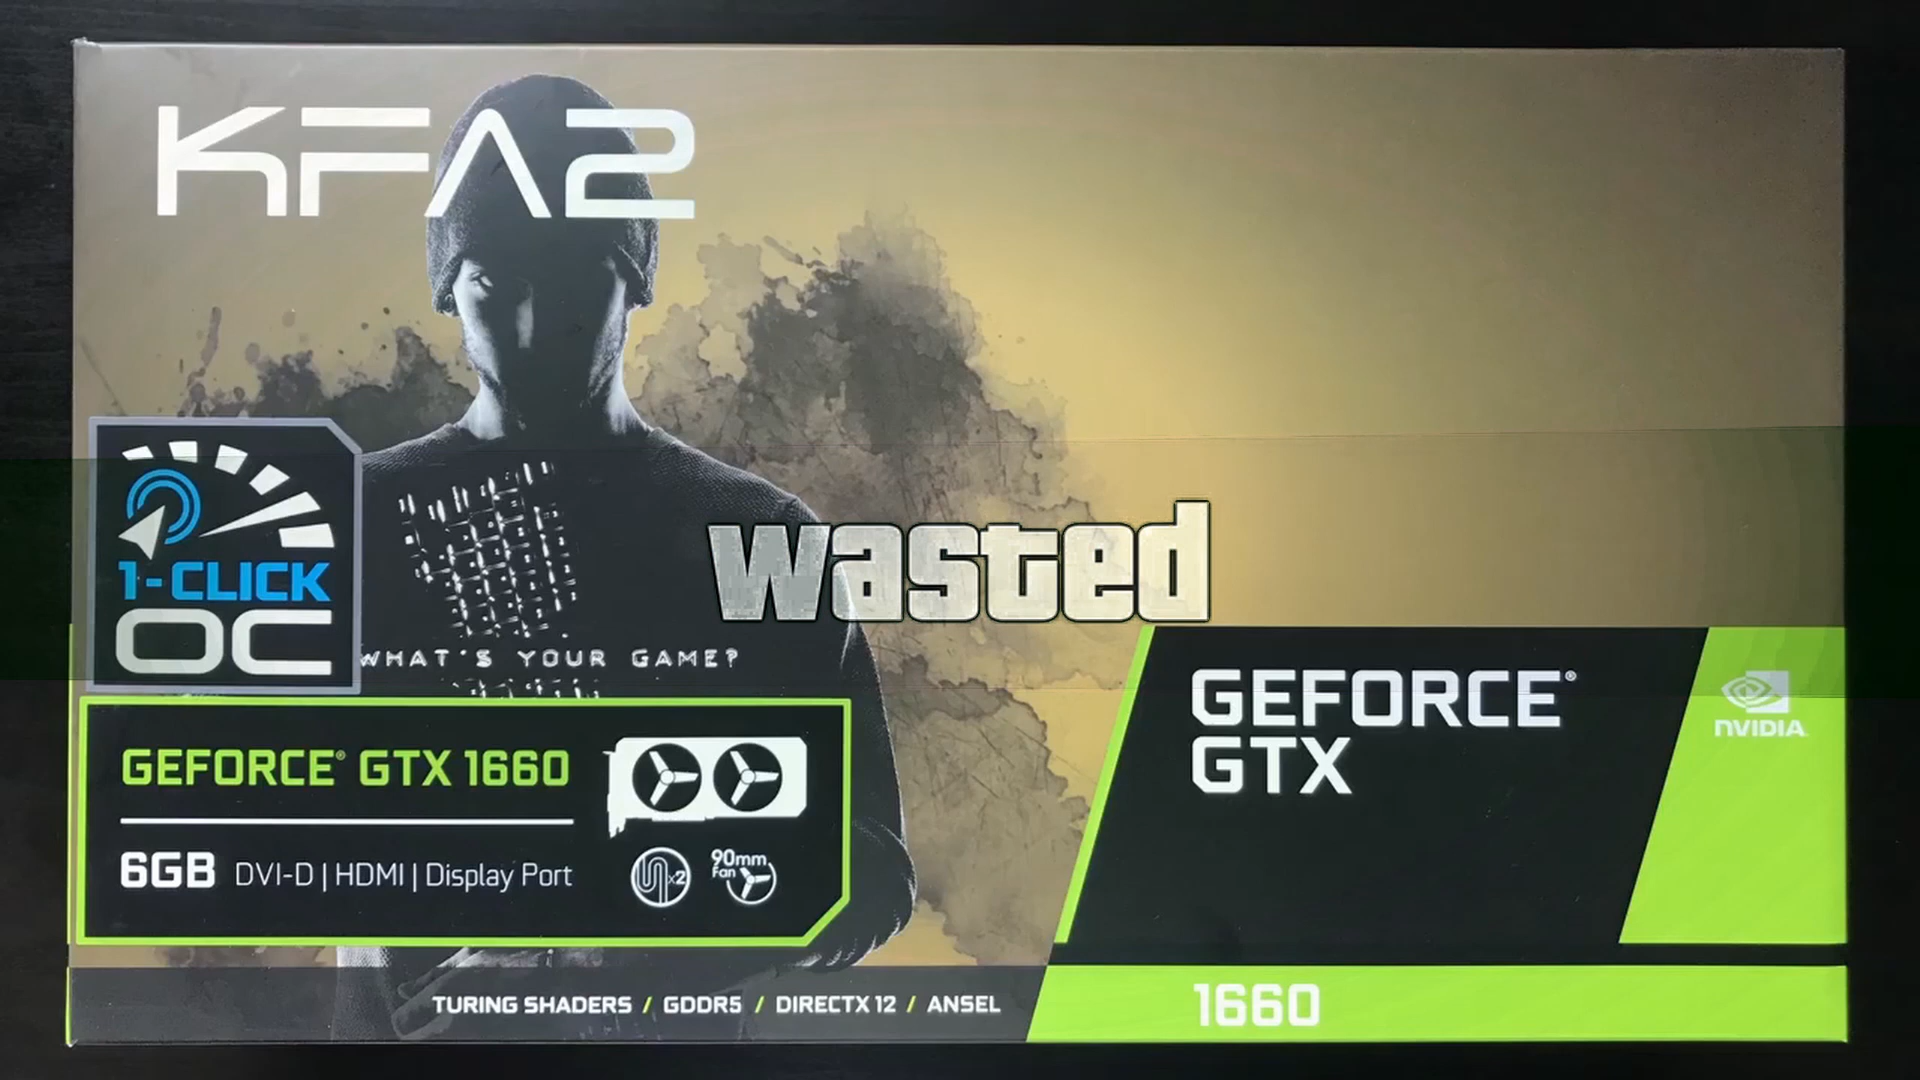 KFA2
1-CLICK
OC
WHAT'S YOUR GAME?
wasted
GEFORCE® GTX 1660
6GB DVI-D | HDMI | Display Port
x2
90mm
Fan
GEFORCE®
GTX
NVIDIA
TURING SHADERS / GDDR5 / DIRECTX 12 / ANSEL
1660